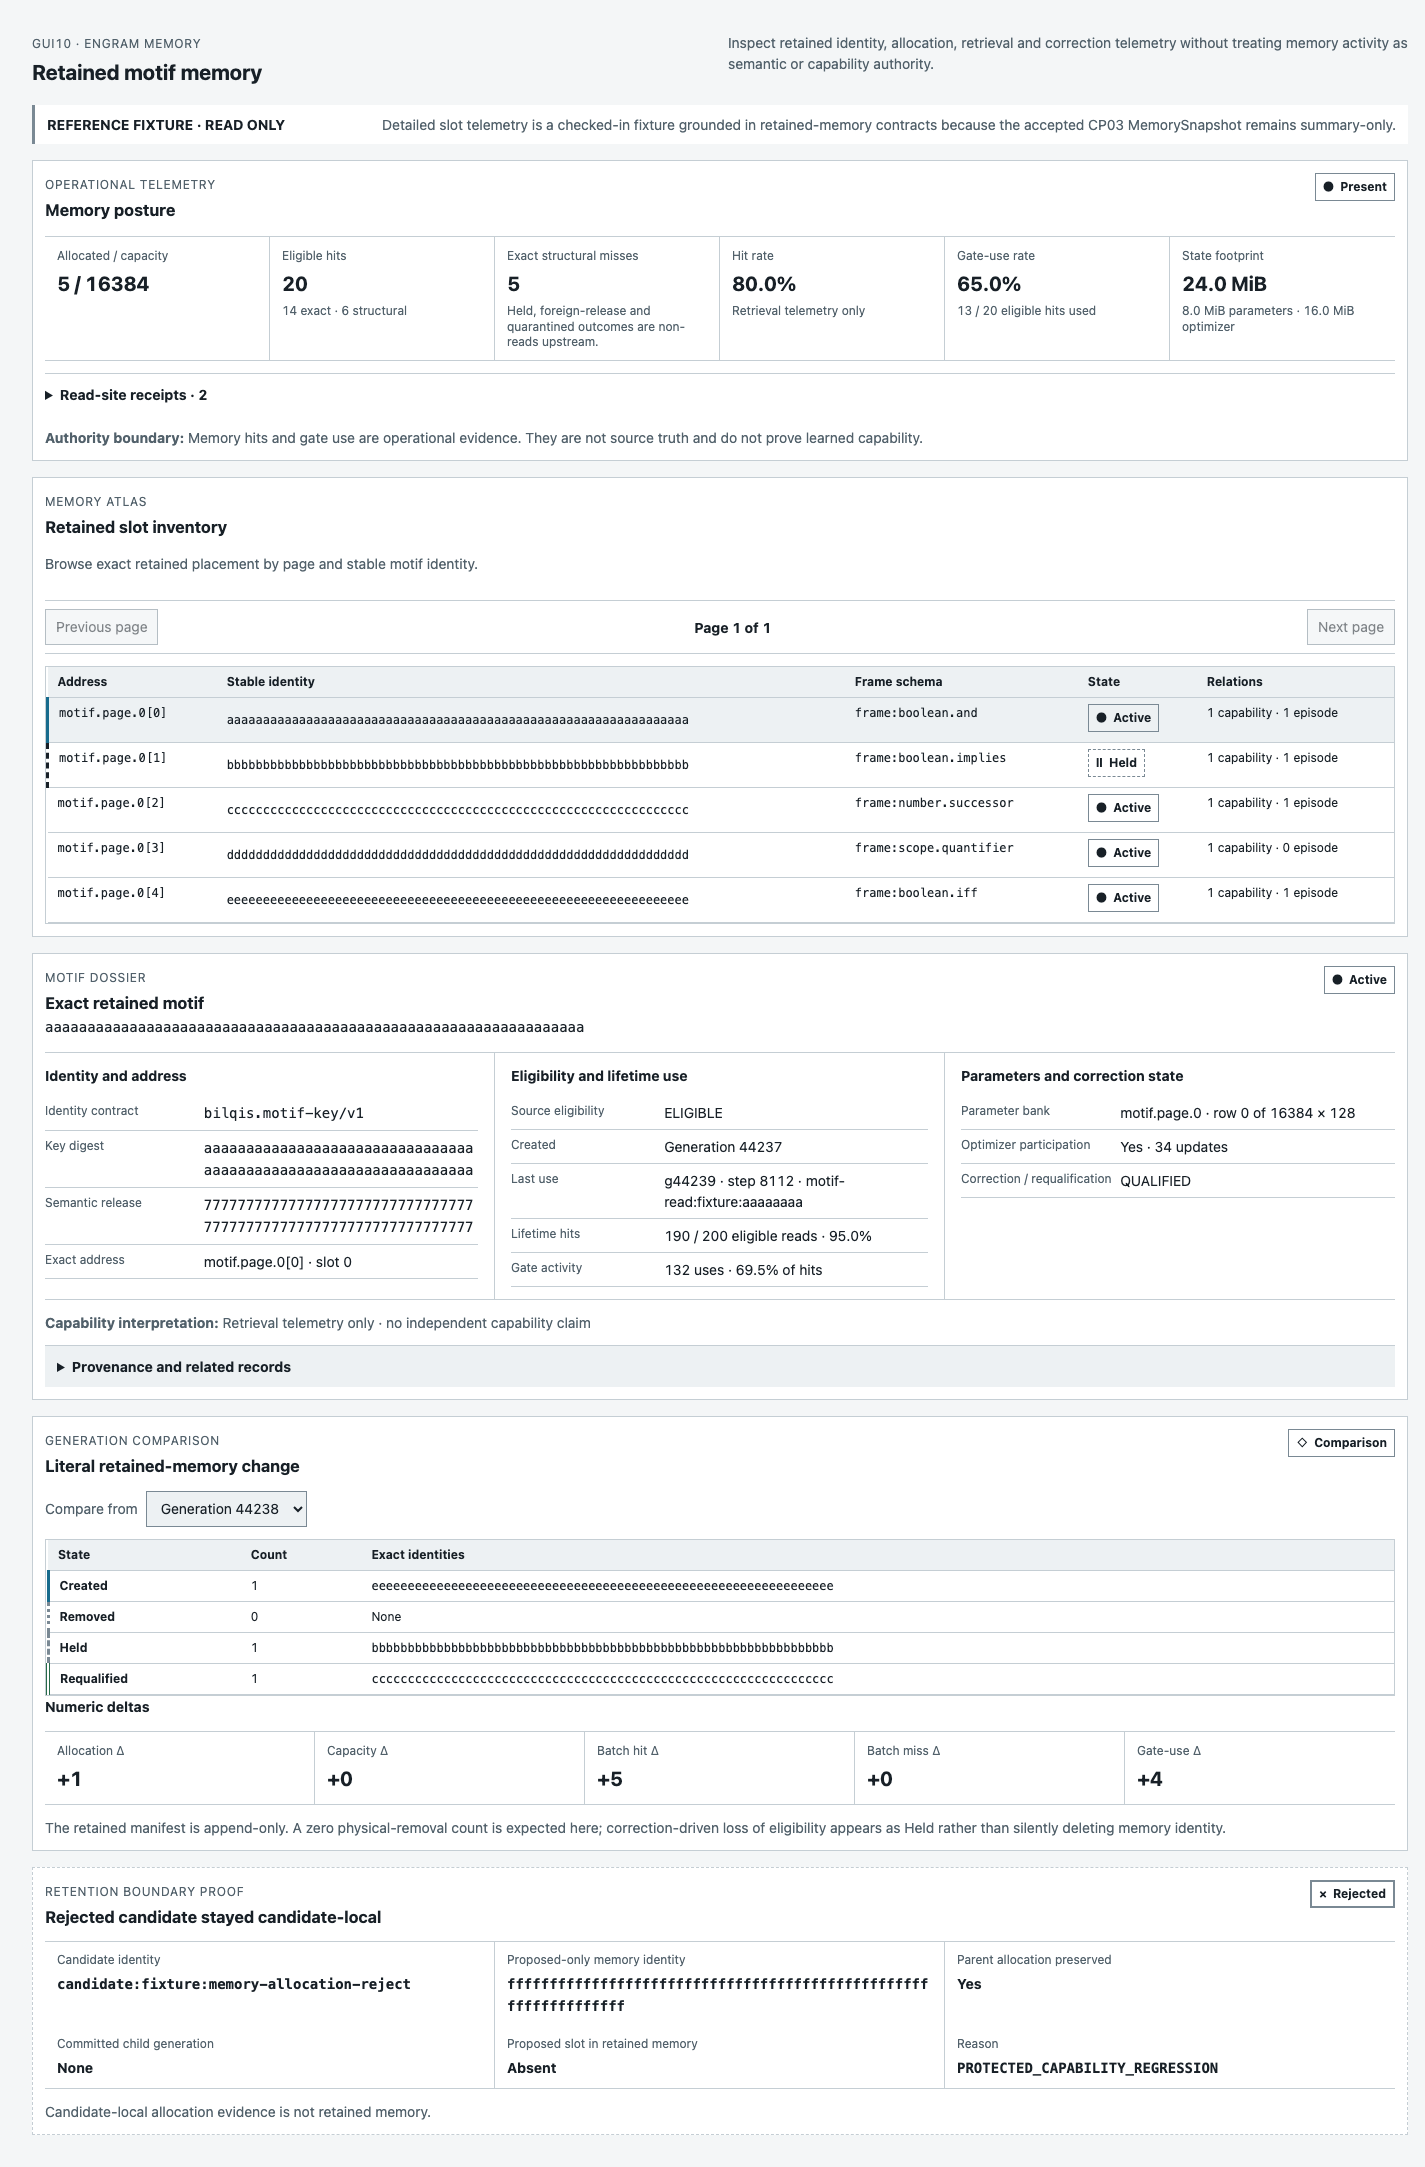 GUI10 · ENGRAM MEMORY
Retained motif memory
Inspect retained identity, allocation, retrieval and correction telemetry without treating memory activity as
semantic or capability authority.
REFERENCE FIXTURE · READ ONLY
Detailed slot telemetry is a checked-in fixture grounded in retained-memory contracts because the accepted CP03 MemorySnapshot remains summary-only.
OPERATIONAL TELEMETRY
● Present
Memory posture
Allocated / capacity
5 / 16384
Eligible hits
20
14 exact · 6 structural
Exact structural misses
5
Held, foreign-release and
quarantined outcomes are non-
reads upstream.
Hit rate
80.0%
Retrieval telemetry only
Gate-use rate
65.0%
13 / 20 eligible hits used
State footprint
24.0 MiB
8.0 MiB parameters · 16.0 MiB
optimizer
▶ Read-site receipts · 2
Authority boundary: Memory hits and gate use are operational evidence. They are not source truth and do not prove learned capability.
MEMORY ATLAS
Retained slot inventory
Browse exact retained placement by page and stable motif identity.
Previous page
Page 1 of 1
Next page
Address Stable identity Frame schema State Relations
motif.page.0[0] aaaaaaaaaaaaaaaaaaaaaaaaaaaaaaaaaaaaaaaaaaaaaaaaaaaaaaaaaaaaaaaa frame:boolean.and ● Active 1 capability · 1 episode
motif.page.0[1] bbbbbbbbbbbbbbbbbbbbbbbbbbbbbbbbbbbbbbbbbbbbbbbbbbbbbbbbbbbbbbbb frame:boolean.implies II Held 1 capability · 1 episode
motif.page.0[2] cccccccccccccccccccccccccccccccccccccccccccccccccccccccccccccccc frame:number.successor ● Active 1 capability · 1 episode
motif.page.0[3] dddddddddddddddddddddddddddddddddddddddddddddddddddddddddddddddd frame:scope.quantifier ● Active 1 capability · 0 episode
motif.page.0[4] eeeeeeeeeeeeeeeeeeeeeeeeeeeeeeeeeeeeeeeeeeeeeeeeeeeeeeeeeeeeeeee frame:boolean.iff ● Active 1 capability · 1 episode
MOTIF DOSSIER
● Active
Exact retained motif
aaaaaaaaaaaaaaaaaaaaaaaaaaaaaaaaaaaaaaaaaaaaaaaaaaaaaaaaaaaaaaaa
Identity and address
Identity contract bilqis.motif-key/v1
Key digest aaaaaaaaaaaaaaaaaaaaaaaaaaaaaaaa
aaaaaaaaaaaaaaaaaaaaaaaaaaaaaaaa
Semantic release 77777777777777777777777777777777
77777777777777777777777777777777
Exact address motif.page.0[0] · slot 0
Eligibility and lifetime use
Source eligibility ELIGIBLE
Created Generation 44237
Last use g44239 · step 8112 · motif-
read:fixture:aaaaaaaa
Lifetime hits 190 / 200 eligible reads · 95.0%
Gate activity 132 uses · 69.5% of hits
Parameters and correction state
Parameter bank motif.page.0 · row 0 of 16384 × 128
Optimizer participation Yes · 34 updates
Correction / requalification QUALIFIED
Capability interpretation: Retrieval telemetry only · no independent capability claim
▶ Provenance and related records
GENERATION COMPARISON
◇ Comparison
Literal retained-memory change
Compare from Generation 44238
State Count Exact identities
Created 1 eeeeeeeeeeeeeeeeeeeeeeeeeeeeeeeeeeeeeeeeeeeeeeeeeeeeeeeeeeeeeeee
Removed 0 None
Held 1 bbbbbbbbbbbbbbbbbbbbbbbbbbbbbbbbbbbbbbbbbbbbbbbbbbbbbbbbbbbbbbbb
Requalified 1 cccccccccccccccccccccccccccccccccccccccccccccccccccccccccccccccc
Numeric deltas
Allocation Δ
+1
Capacity Δ
+0
Batch hit Δ
+5
Batch miss Δ
+0
Gate-use Δ
+4
The retained manifest is append-only. A zero physical-removal count is expected here; correction-driven loss of eligibility appears as Held rather than silently deleting memory identity.
RETENTION BOUNDARY PROOF
× Rejected
Rejected candidate stayed candidate-local
Candidate identity
candidate:fixture:memory-allocation-reject
Proposed-only memory identity
ffffffffffffffffffffffffffffffffffffffffffffffffff
ffffffffffffff
Parent allocation preserved
Yes
Committed child generation
None
Proposed slot in retained memory
Absent
Reason
PROTECTED_CAPABILITY_REGRESSION
Candidate-local allocation evidence is not retained memory.